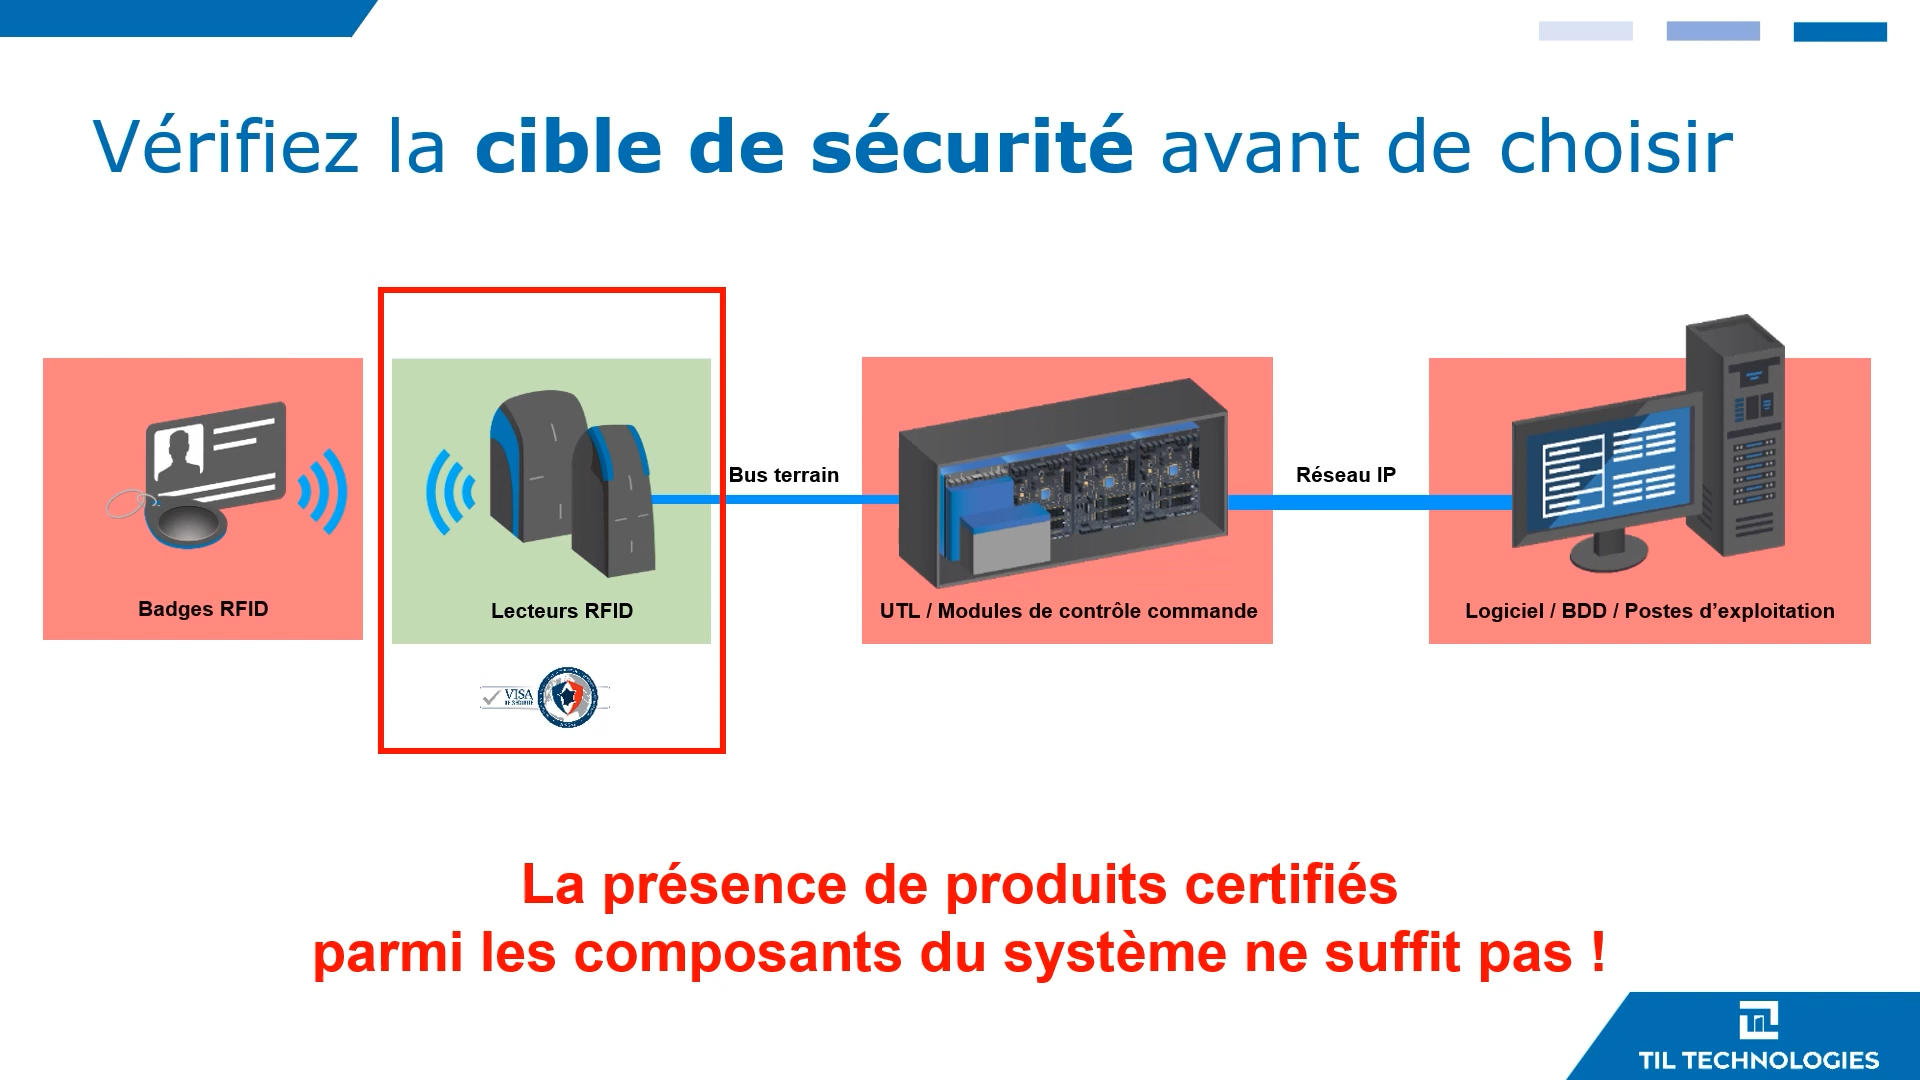 Vérifiez la cible de sécurité avant de choisir
Bus terrain
Réseau IP
Badges RFID
Lecteurs RFID
UTL / Modules de contrôle commande
Logiciel / BDD / Postes d’exploitation
VISA
DE SÉCURITÉ
La présence de produits certifiés
parmi les composants du système ne suffit pas !
TIL TECHNOLOGIES